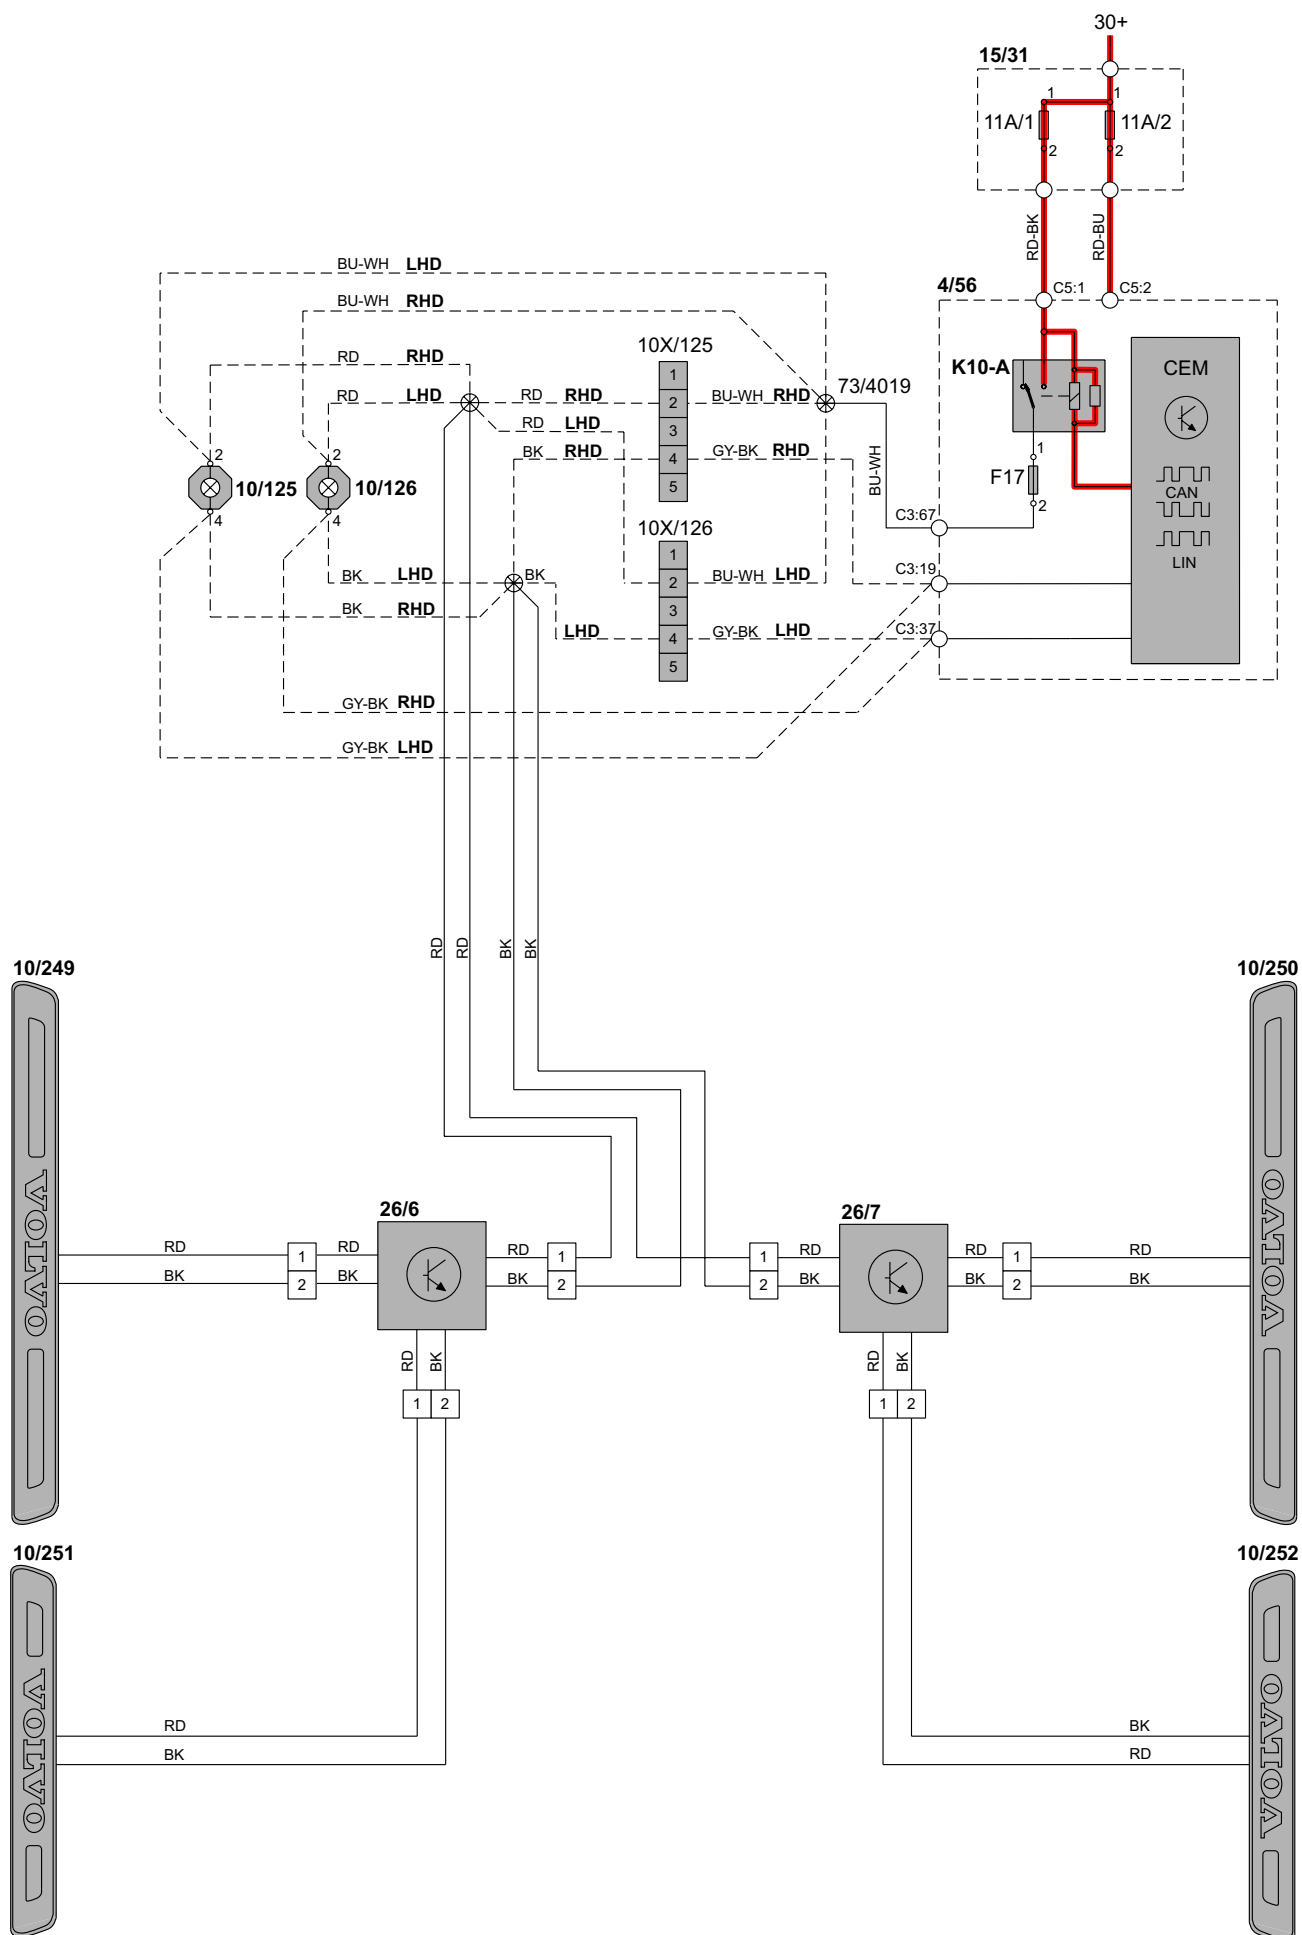 30+
15/31
1 1
11A/1 11A/2
2 2
RD-BK RD-BU
BU-WH LHD
4/56 C5:1 C5:2
BU-WH RHD
10X/125
RD RHD
K10-A CEM
1
73/4019
RD LHD RD RHD 2 BU-WH RHD
RD LHD 3
BK RHD 4 GY-BK RHD
5
BU-WH
1
F17
2
2 2
10/125 10/126
4 4
CAN
LIN
C3:67
10X/126
1
C3:19
BK LHD BK 2 BU-WH LHD
BK RHD 3
LHD 4 GY-BK LHD C3:37
5
GY-BK RHD
GY-BK LHD
RD RD BK BK
10/249 10/250
VOLVO VOLVO
26/6 26/7
RD 1 RD RD 1 1 RD RD 1 RD
BK 2 BK BK 2 2 BK BK 2 BK
RD BK RD BK
1 2 1 2
10/251 10/252
VOLVO VOLVO
RD BK
BK RD